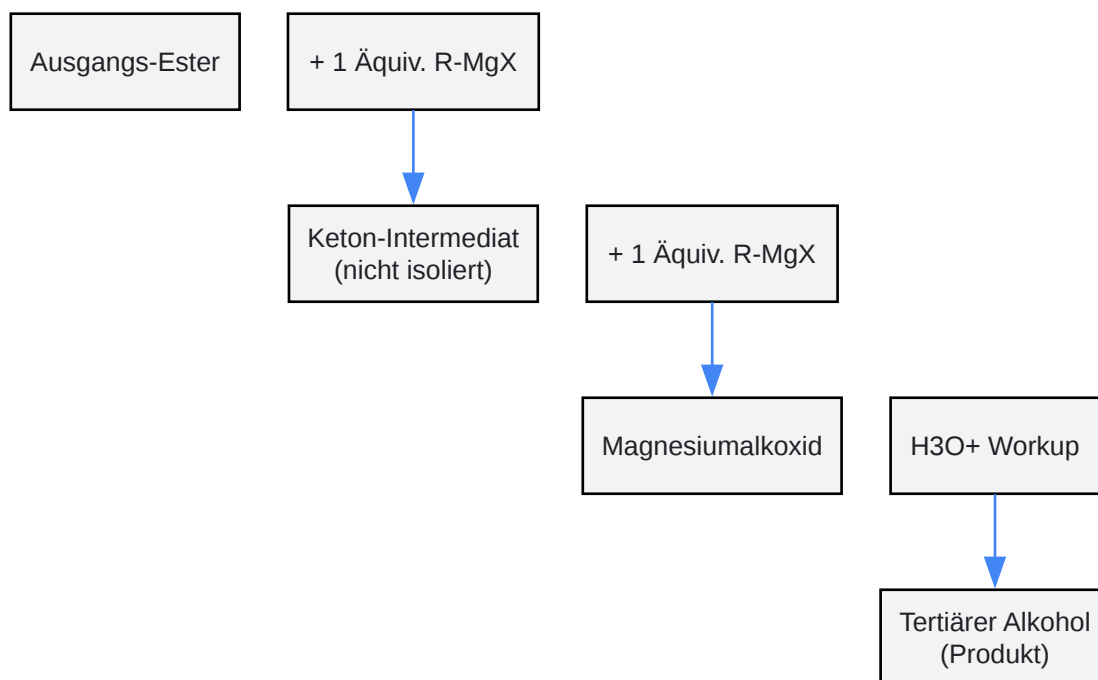 Ausgangs-Ester
+ 1 Äquiv. R-MgX
Keton-Intermediat
(nicht isoliert)
+ 1 Äquiv. R-MgX
Magnesiumalkoxid
H3O+ Workup
Tertiärer Alkohol
(Produkt)